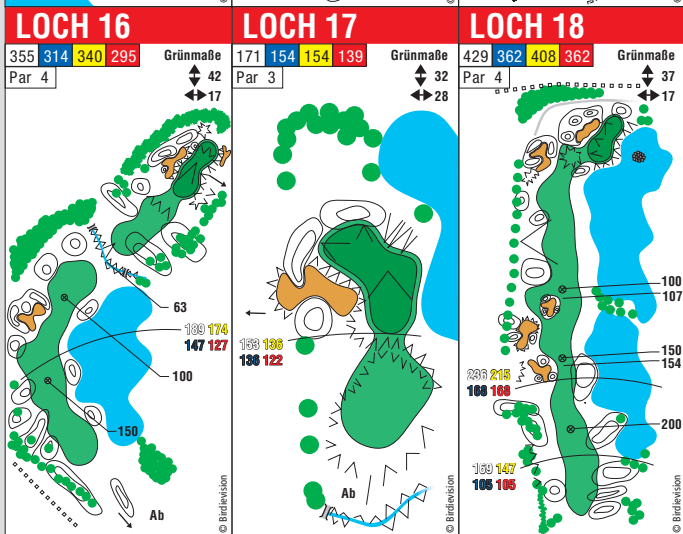 LOCH 16
355 314 340 295
Grünmaße
Par 4
42
17
63
189 174
147 127
100
150
Ab
© Birdievision
LOCH 17
171 154 154 139
Grünmaße
Par 3
32
28
153 136
136 122
Ab
© Birdievision
LOCH 18
429 362 408 362
Grünmaße
Par 4
37
17
100
107
150
154
236 215
168 168
200
169 147
105 105
© Birdievision